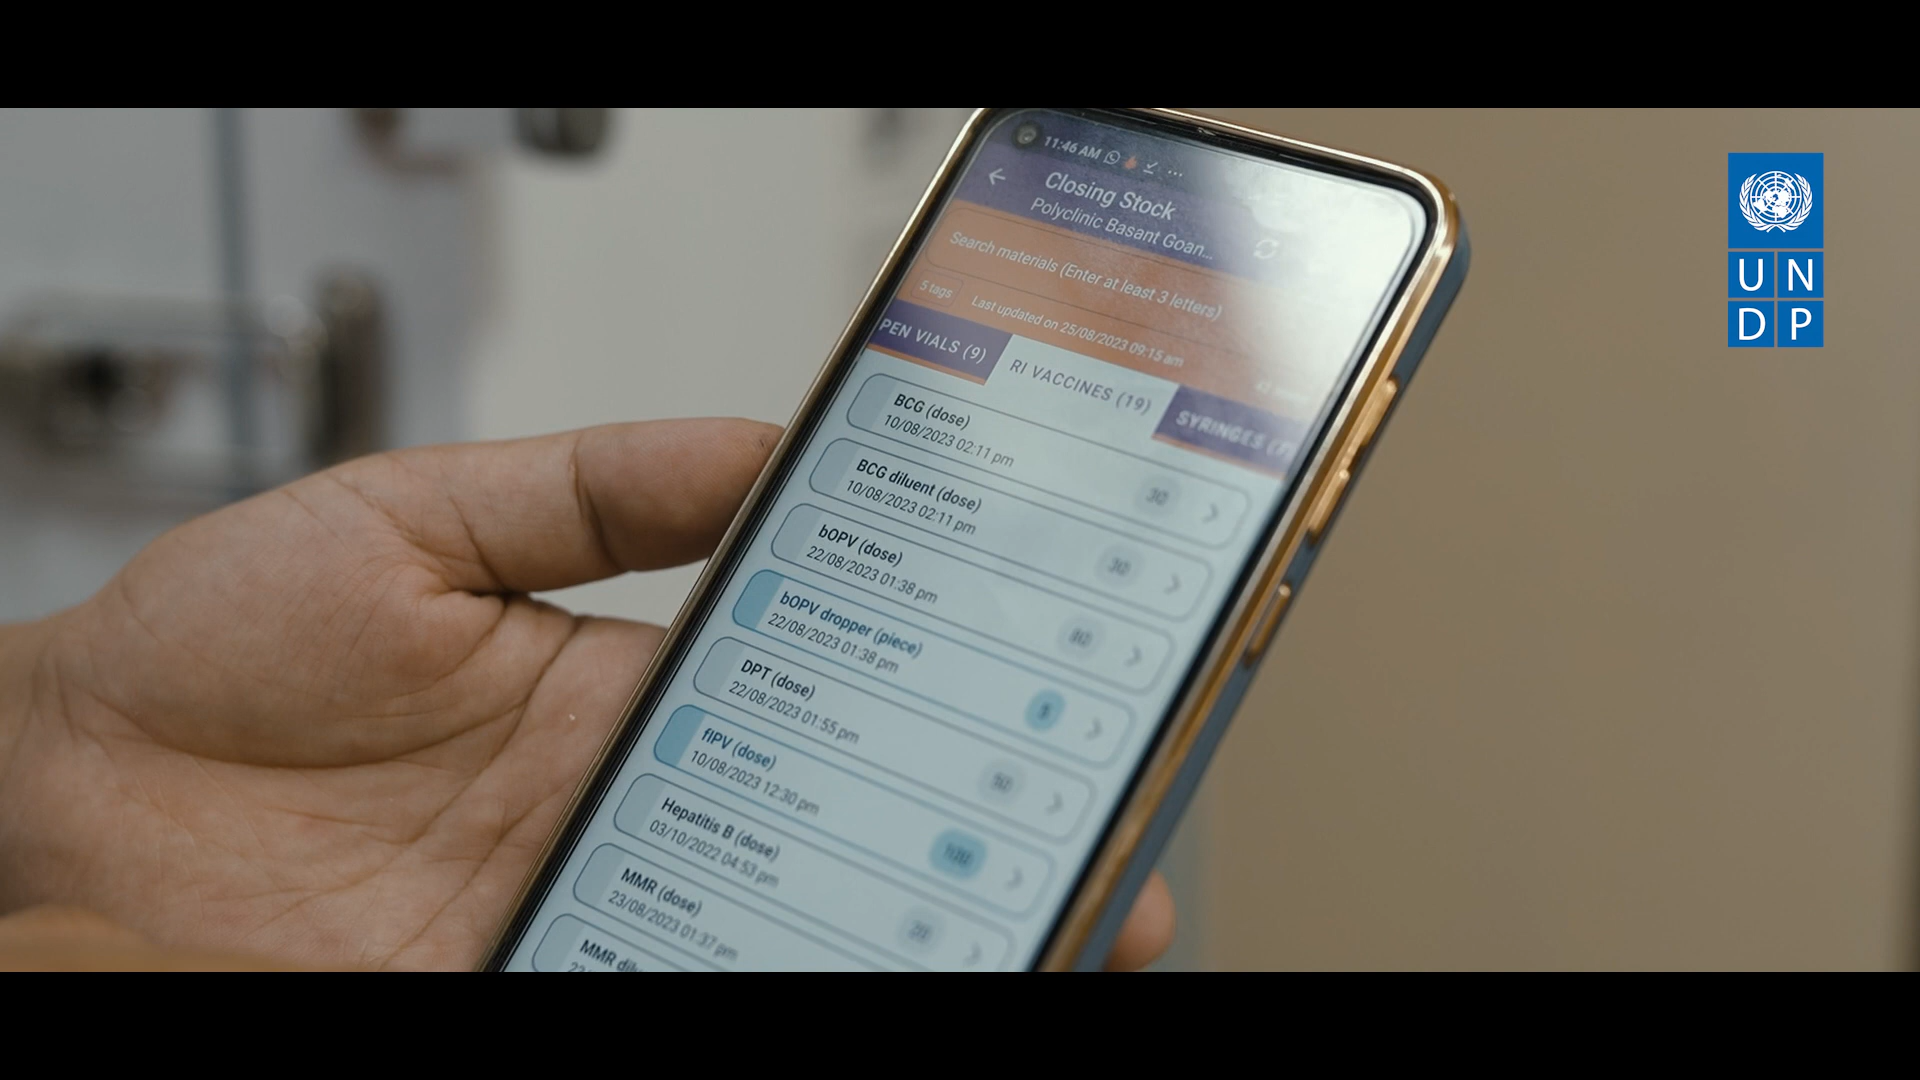 11:46 AM
Closing Stock
Polyclinic Basant Goan...
Search materials (Enter at least 3 letters)
5 tags
Last updated on 25/08/2023 09:15 am
PEN VIALS (9)
RI VACCINES (19)
SYRINGES
BCG (dose)
10/08/2023 02:11 pm
30
BCG diluent (dose)
10/08/2023 02:11 pm
30
bOPV (dose)
22/08/2023 01:38 pm
bOPV dropper (piece)
22/08/2023 01:38 pm
DPT (dose)
22/08/2023 01:55 pm
fIPV (dose)
10/08/2023 12:30 pm
Hepatitis B (dose)
03/10/2022 04:53 pm
MMR (dose)
23/08/2023 01:37 pm
MMR
UN
DP